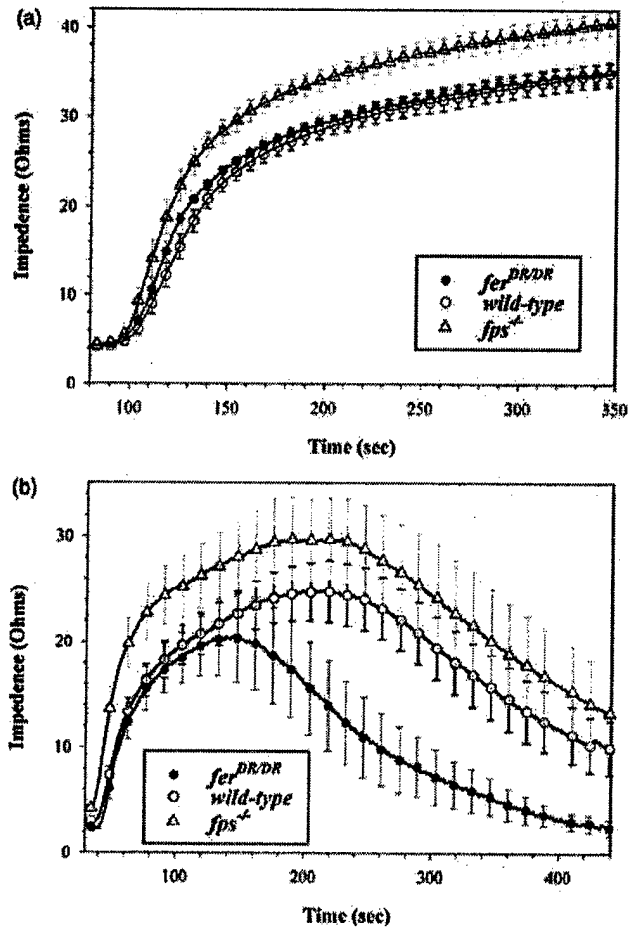 (a)
40
30
20
10
0
Impedence (Ohms)
fer^DR/DR
wild-type
fps^-/-
100 150 200 250 300 350
Time (sec)
(b)
30
20
10
0
Impedence (Ohms)
fer^DR/DR
wild-type
fps^-/-
100 200 300 400
Time (sec)